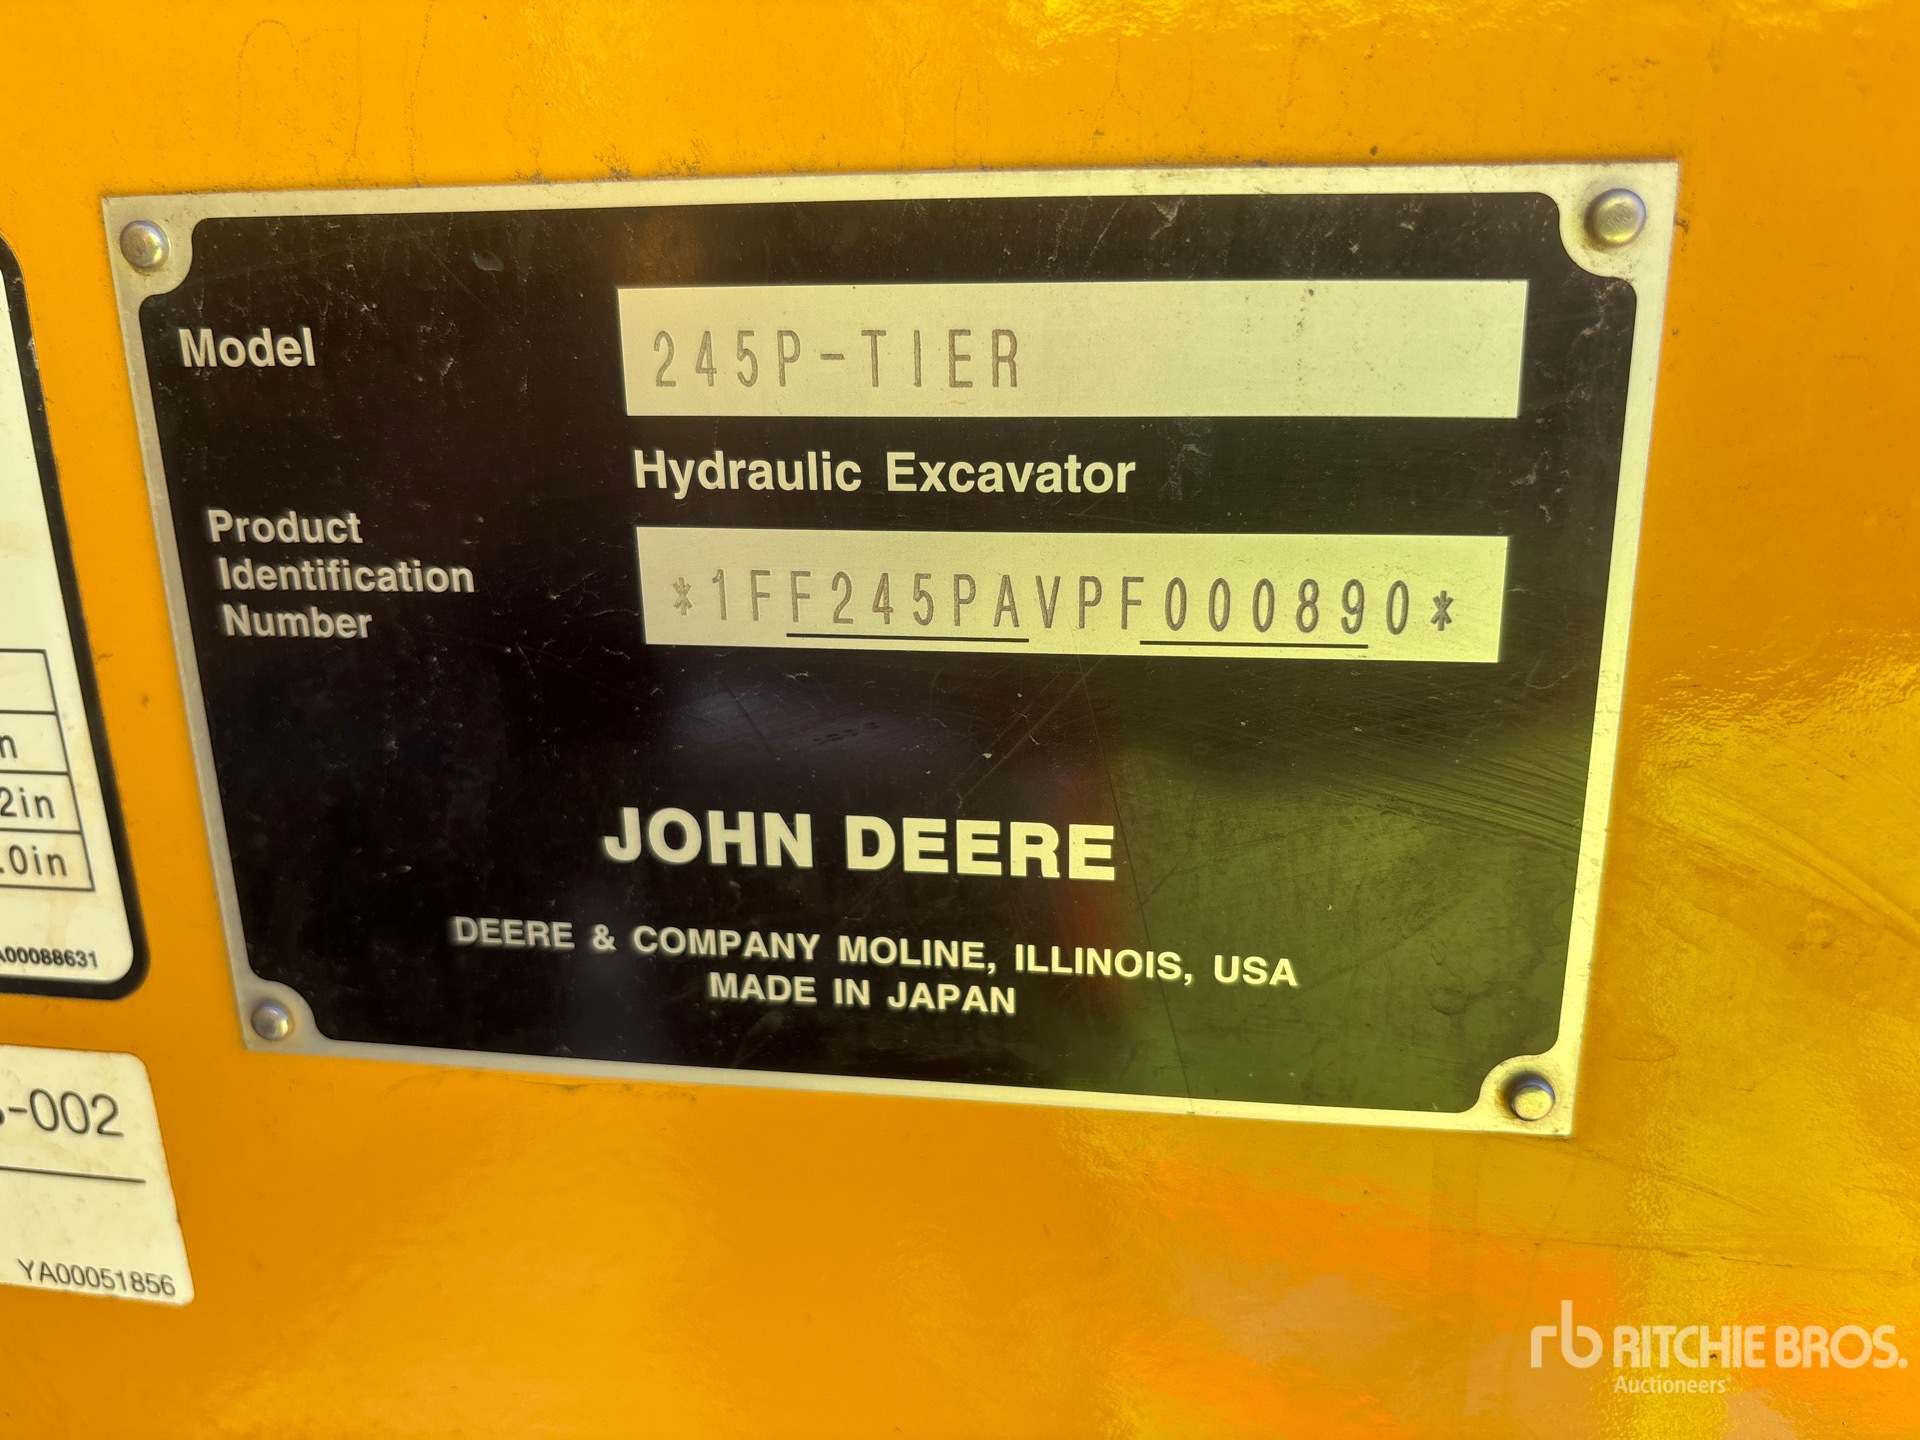 Model
245P-TIER
Hydraulic Excavator
Product
Identification
Number
*1FF245PAVPF000890*
JOHN DEERE
DEERE & COMPANY MOLINE, ILLINOIS, USA
MADE IN JAPAN
2in
.0in
A00088631
-002
YA00051856
rb RITCHIE BROS.
Auctioneers